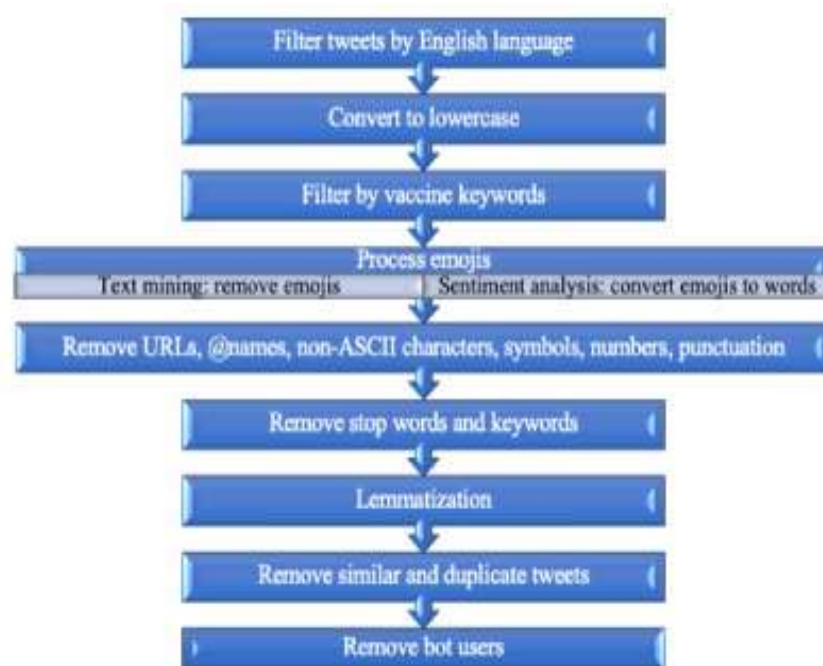 Filter tweets by English language
Convert to lowercase
Filter by vaccine keywords
Process emojis
Text mining: remove emojis
Sentiment analysis: convert emojis to words
Remove URLs, @names, non-ASCII characters, symbols, numbers, punctuation
Remove stop words and keywords
Lemmatization
Remove similar and duplicate tweets
Remove bot users